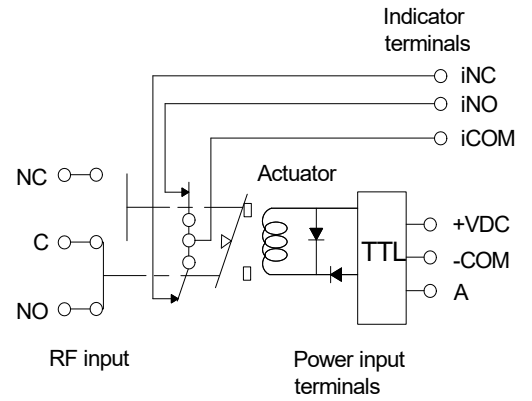 Indicator
terminals
iNC
iNO
iCOM
Actuator
NC
C
NO
TTL
+VDC
-COM
A
RF input
Power input
terminals